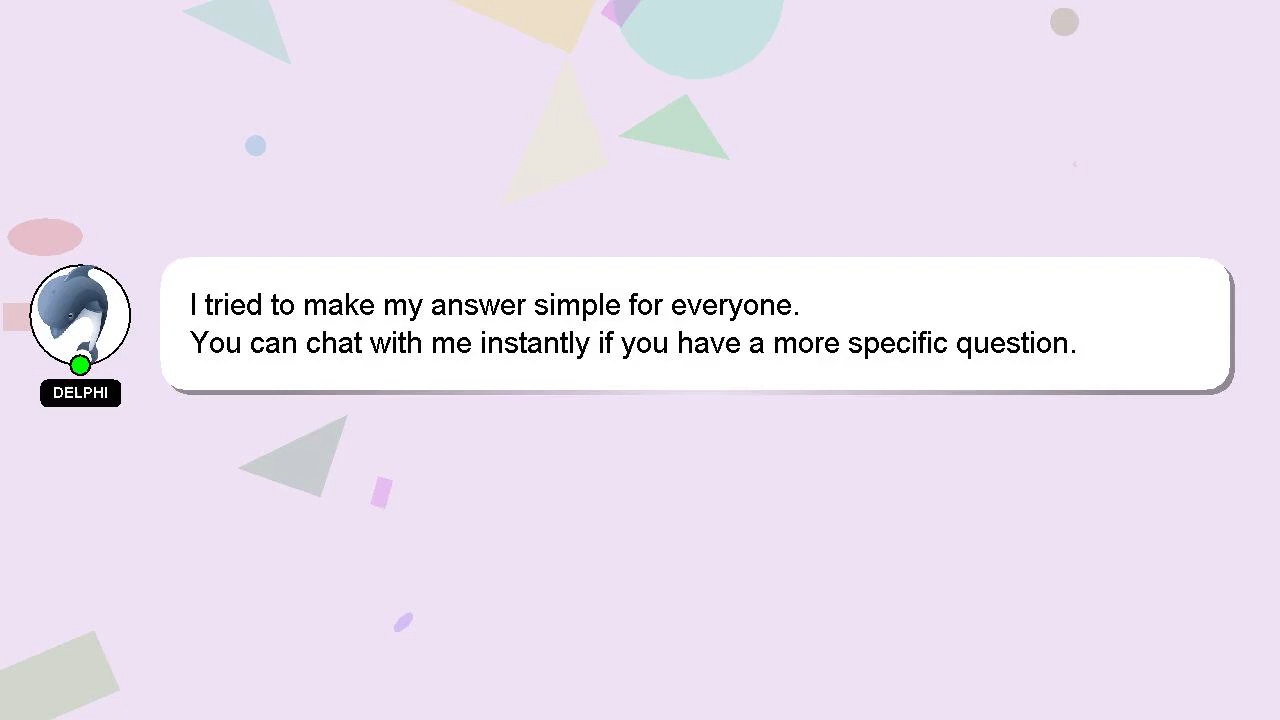 I tried to make my answer simple for everyone.
You can chat with me instantly if you have a more specific question.
DELPHI